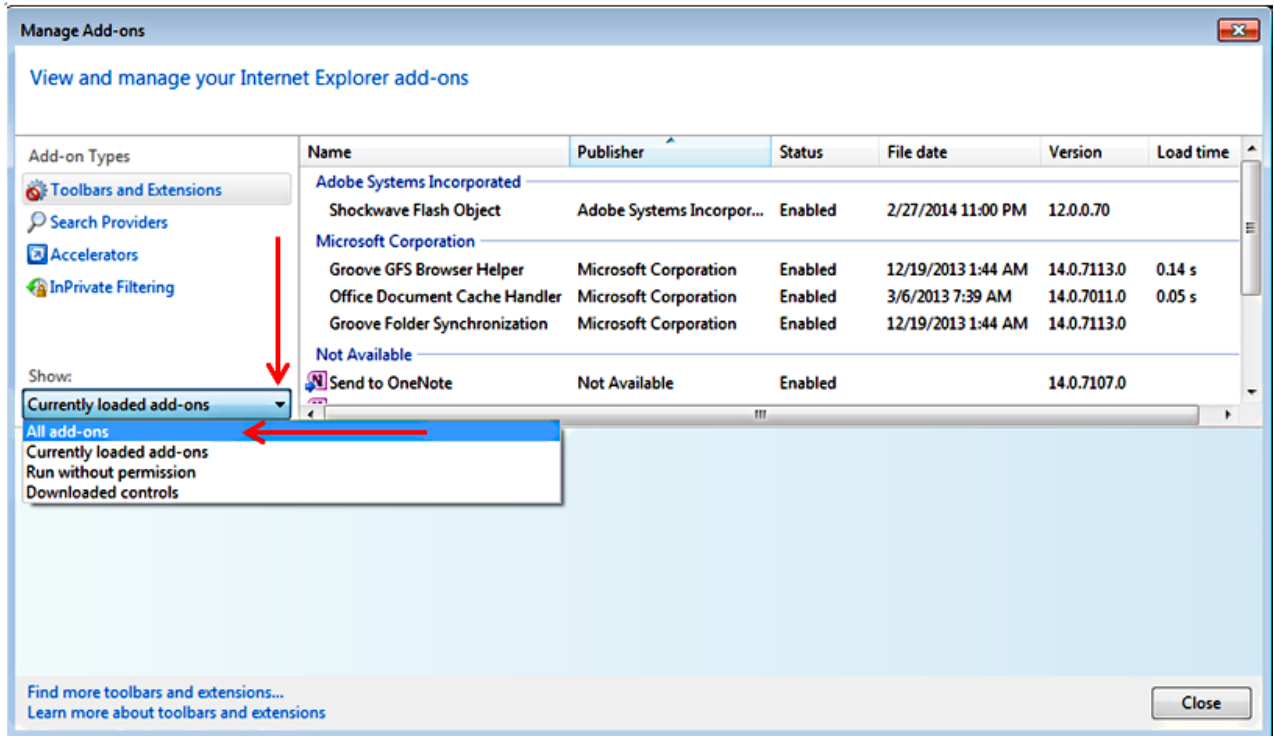 Manage Add-ons
View and manage your Internet Explorer add-ons
Add-on Types
Toolbars and Extensions
Search Providers
Accelerators
InPrivate Filtering
Show:
Currently loaded add-ons
All add-ons
Currently loaded add-ons
Run without permission
Downloaded controls
Name Publisher Status File date Version Load time
Adobe Systems Incorporated
Shockwave Flash Object Adobe Systems Incorpor... Enabled 2/27/2014 11:00 PM 12.0.0.70
Microsoft Corporation
Groove GFS Browser Helper Microsoft Corporation Enabled 12/19/2013 1:44 AM 14.0.7113.0 0.14 s
Office Document Cache Handler Microsoft Corporation Enabled 3/6/2013 7:39 AM 14.0.7011.0 0.05 s
Groove Folder Synchronization Microsoft Corporation Enabled 12/19/2013 1:44 AM 14.0.7113.0
Not Available
Send to OneNote Not Available Enabled 14.0.7107.0
Find more toolbars and extensions...
Learn more about toolbars and extensions
Close